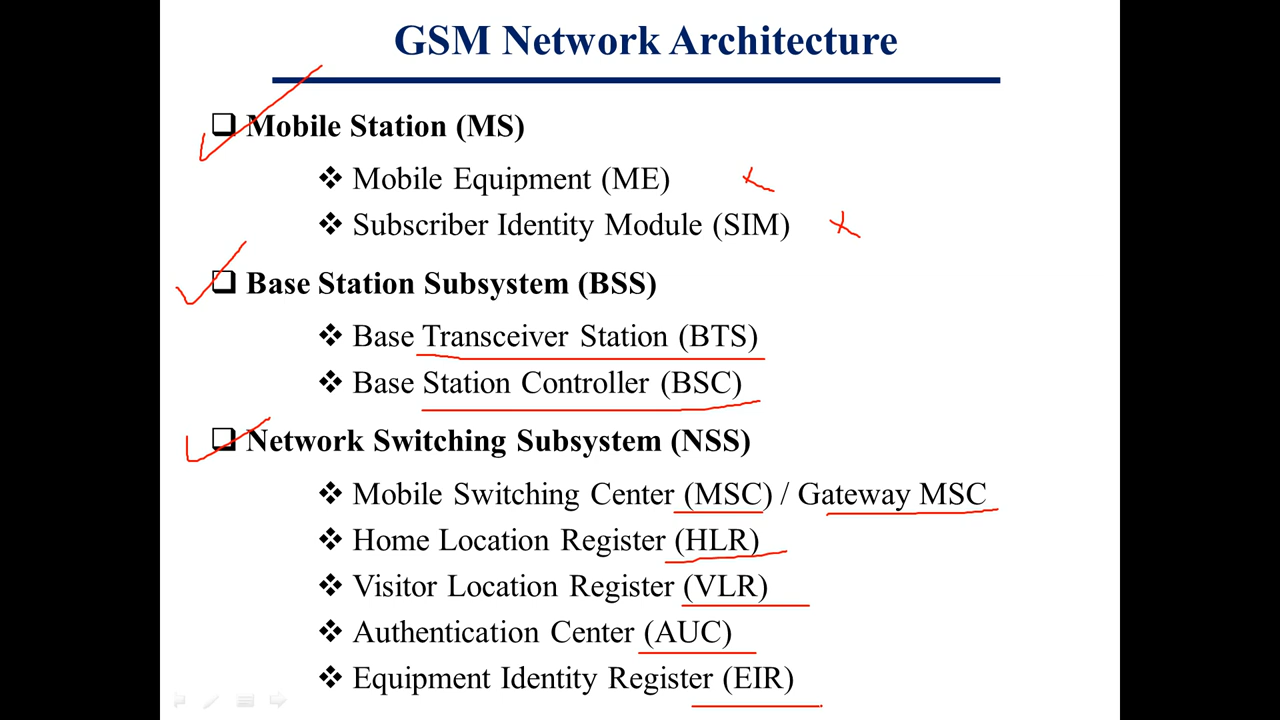 GSM Network Architecture
Mobile Station (MS)
Mobile Equipment (ME)
Subscriber Identity Module (SIM)
Base Station Subsystem (BSS)
Base Transceiver Station (BTS)
Base Station Controller (BSC)
Network Switching Subsystem (NSS)
Mobile Switching Center (MSC) / Gateway MSC
Home Location Register (HLR)
Visitor Location Register (VLR)
Authentication Center (AUC)
Equipment Identity Register (EIR)